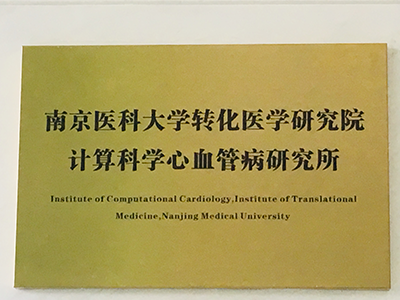 南京医科大学转化医学研究院
计算科学心血管病研究所
Institute of Computational Cardiology,Institute of Translational
Medicine,Nanjing Medical University